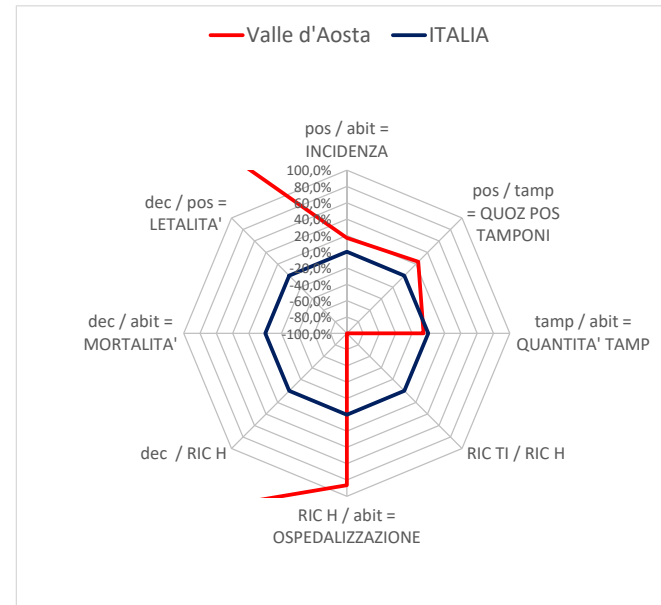 Valle d'Aosta ITALIA
pos / abit =
INCIDENZA
100,0%
80,0%
60,0%
40,0%
20,0%
0,0%
-20,0%
-40,0%
-60,0%
-80,0%
-100,0%
pos / tamp
= QUOZ POS
TAMPONI
tamp / abit =
QUANTITA' TAMP
RIC TI / RIC H
RIC H / abit =
OSPEDALIZZAZIONE
dec / RIC H
dec / abit =
MORTALITA'
dec / pos =
LETALITA'